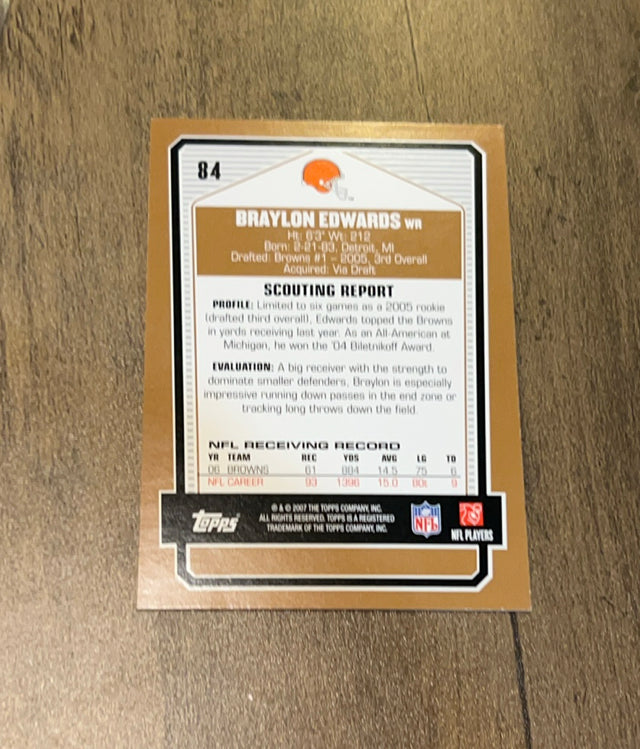 84
BRAYLON EDWARDS WR
Ht: 6'3" Wt: 212
Born: 2-21-83, Detroit, MI
Drafted: Browns #1 – 2005, 3rd Overall
Acquired: Via Draft
SCOUTING REPORT
PROFILE: Limited to six games as a 2005 rookie
(drafted third overall), Edwards topped the Browns
in yards receiving last year. As an All-American at
Michigan, he won the '04 Biletnikoff Award.
EVALUATION: A big receiver with the strength to
dominate smaller defenders, Braylon is especially
impressive running down passes in the end zone or
tracking long throws down the field.
NFL RECEIVING RECORD
YR TEAM REC YDS AVG LG TD
06 BROWNS 61 884 14.5 75 6
NFL CAREER 93 1396 15.0 80t 9
Topps
® & © 2007 THE TOPPS COMPANY, INC.
ALL RIGHTS RESERVED. TOPPS IS A REGISTERED
TRADEMARK OF THE TOPPS COMPANY, INC.
NFL
NFL PLAYERS